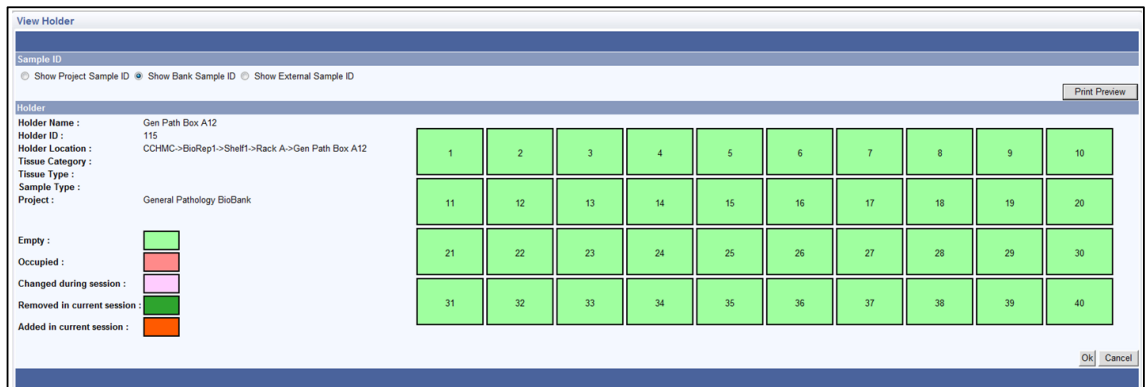 View Holder
Sample ID
Show Project Sample ID Show Bank Sample ID Show External Sample ID
Print Preview
Holder
Holder Name : Gen Path Box A12
Holder ID : 115
Holder Location : CCHMC->BioRep1->Shelf1->Rack A->Gen Path Box A12
Tissue Category :
Tissue Type :
Sample Type :
Project : General Pathology BioBank
Empty :
Occupied :
Changed during session :
Removed in current session :
Added in current session :
1 2 3 4 5 6 7 8 9 10
11 12 13 14 15 16 17 18 19 20
21 22 23 24 25 26 27 28 29 30
31 32 33 34 35 36 37 38 39 40
Ok Cancel